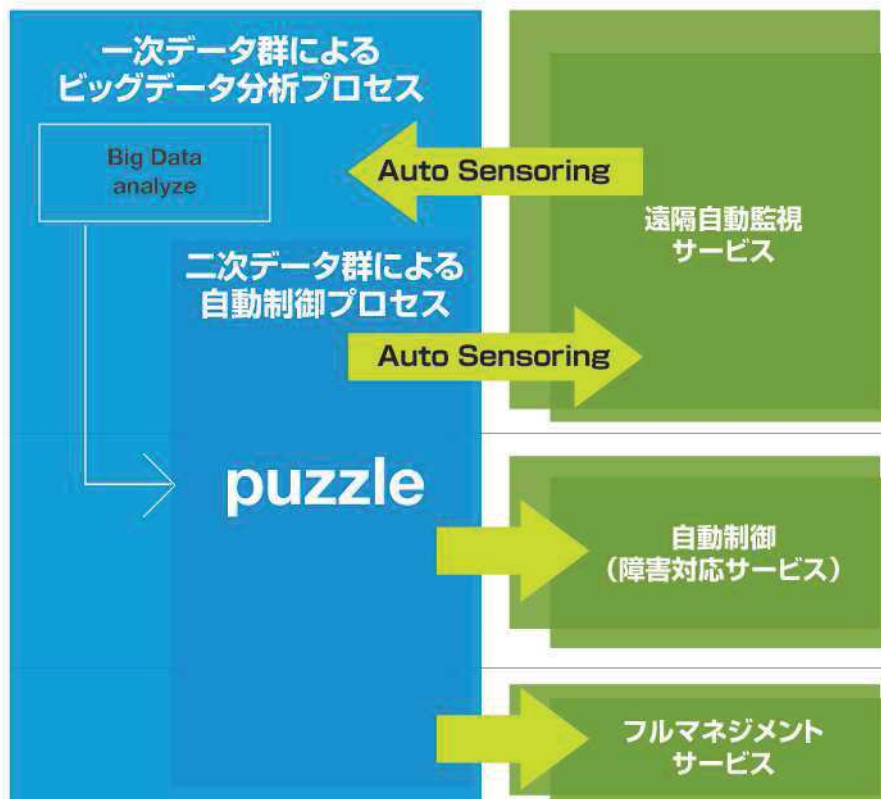 一次データ群による
ビッグデータ分析プロセス
Big Data
analyze
Auto Sensoring
遠隔自動監視
サービス
二次データ群による
自動制御プロセス
Auto Sensoring
puzzle
自動制御
（障害対応サービス）
フルマネジメント
サービス